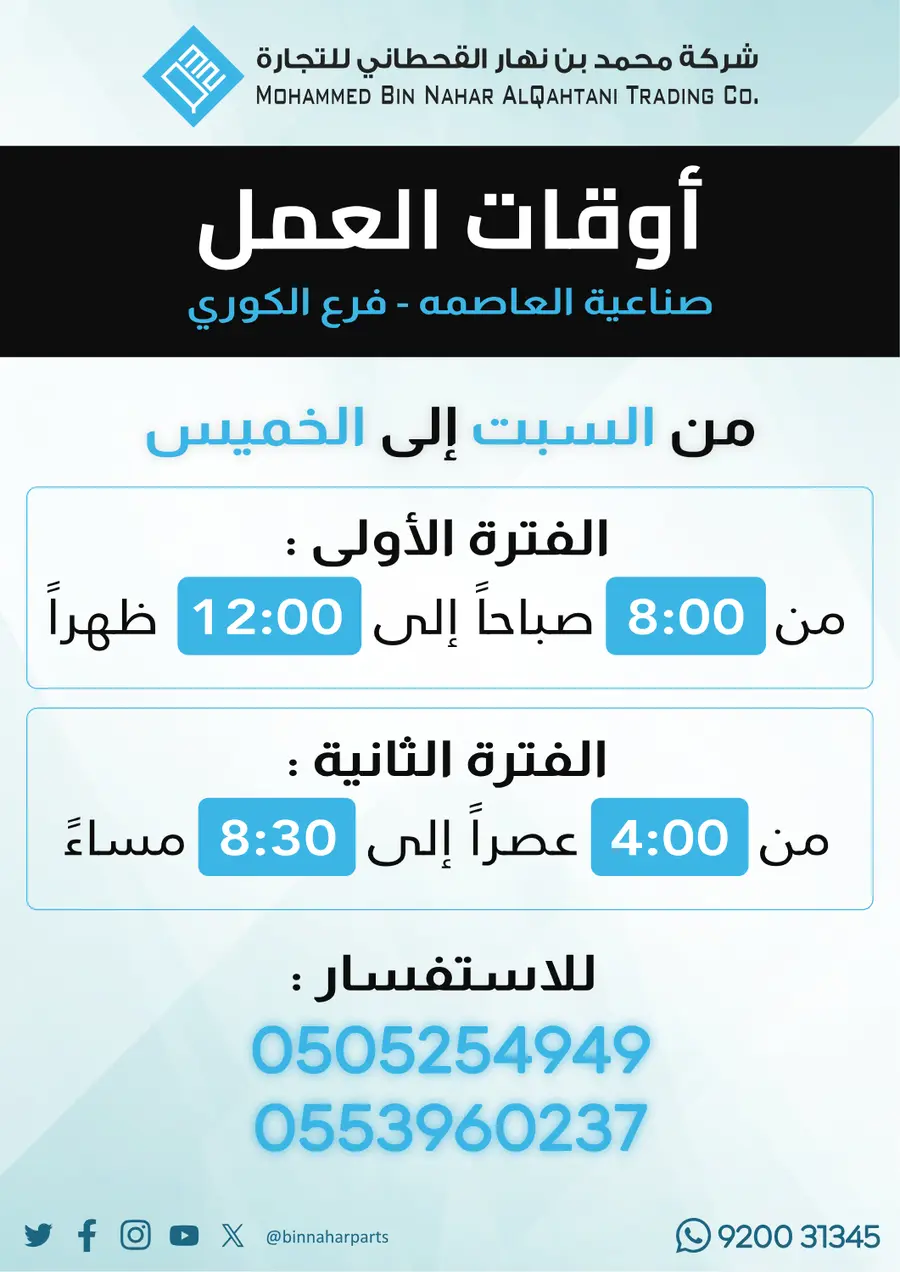 شركة محمد بن نهار القحطاني للتجارة
MOHAMMED BIN NAHAR ALQAHTANI TRADING CO.
أوقات العمل
صناعية العاصمه - فرع الكوري
من السبت إلى الخميس
الفترة الأولى :
من 8:00 صباحاً إلى 12:00 ظهراً
الفترة الثانية :
من 4:00 عصراً إلى 8:30 مساءً
للاستفسار :
0505254949
0553960237
@binnaharparts
9200 31345